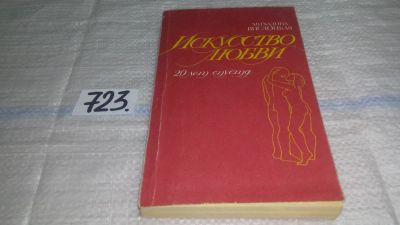 МИХАЛИНА
ВИСЛОЦКАЯ
ИСКУССТВО
ЛЮБВИ
20 лет спустя
723.